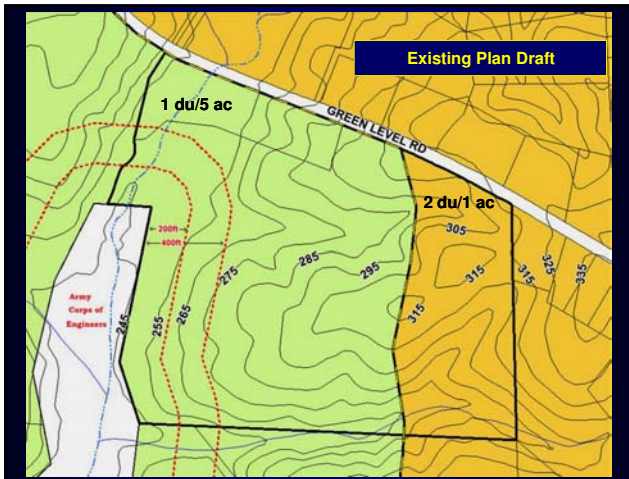 Existing Plan Draft
1 du/5 ac
GREEN LEVEL RD
2 du/1 ac
305
200ft
400ft
325
335
285
315
315
295
275
Army
Corps of
Engineers
265
315
255
245